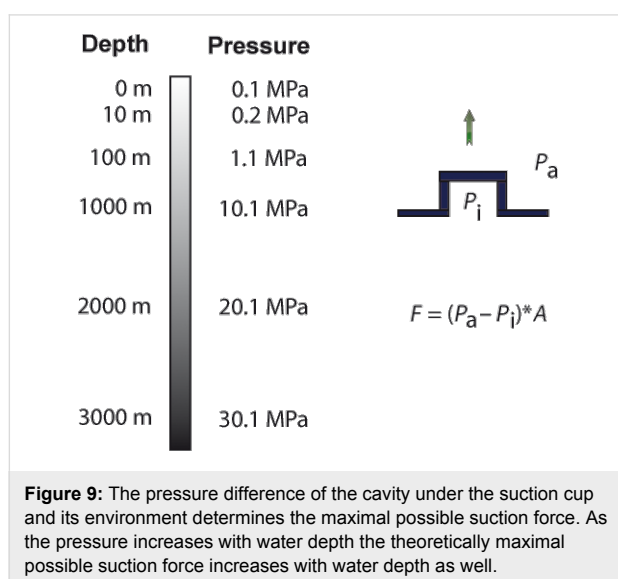 Depth Pressure
0 m 0.1 MPa
10 m 0.2 MPa
100 m 1.1 MPa
1000 m 10.1 MPa
2000 m 20.1 MPa
3000 m 30.1 MPa
Pa
Pi
F = (Pa – Pi)*A
Figure 9: The pressure difference of the cavity under the suction cup
and its environment determines the maximal possible suction force. As
the pressure increases with water depth the theoretically maximal
possible suction force increases with water depth as well.